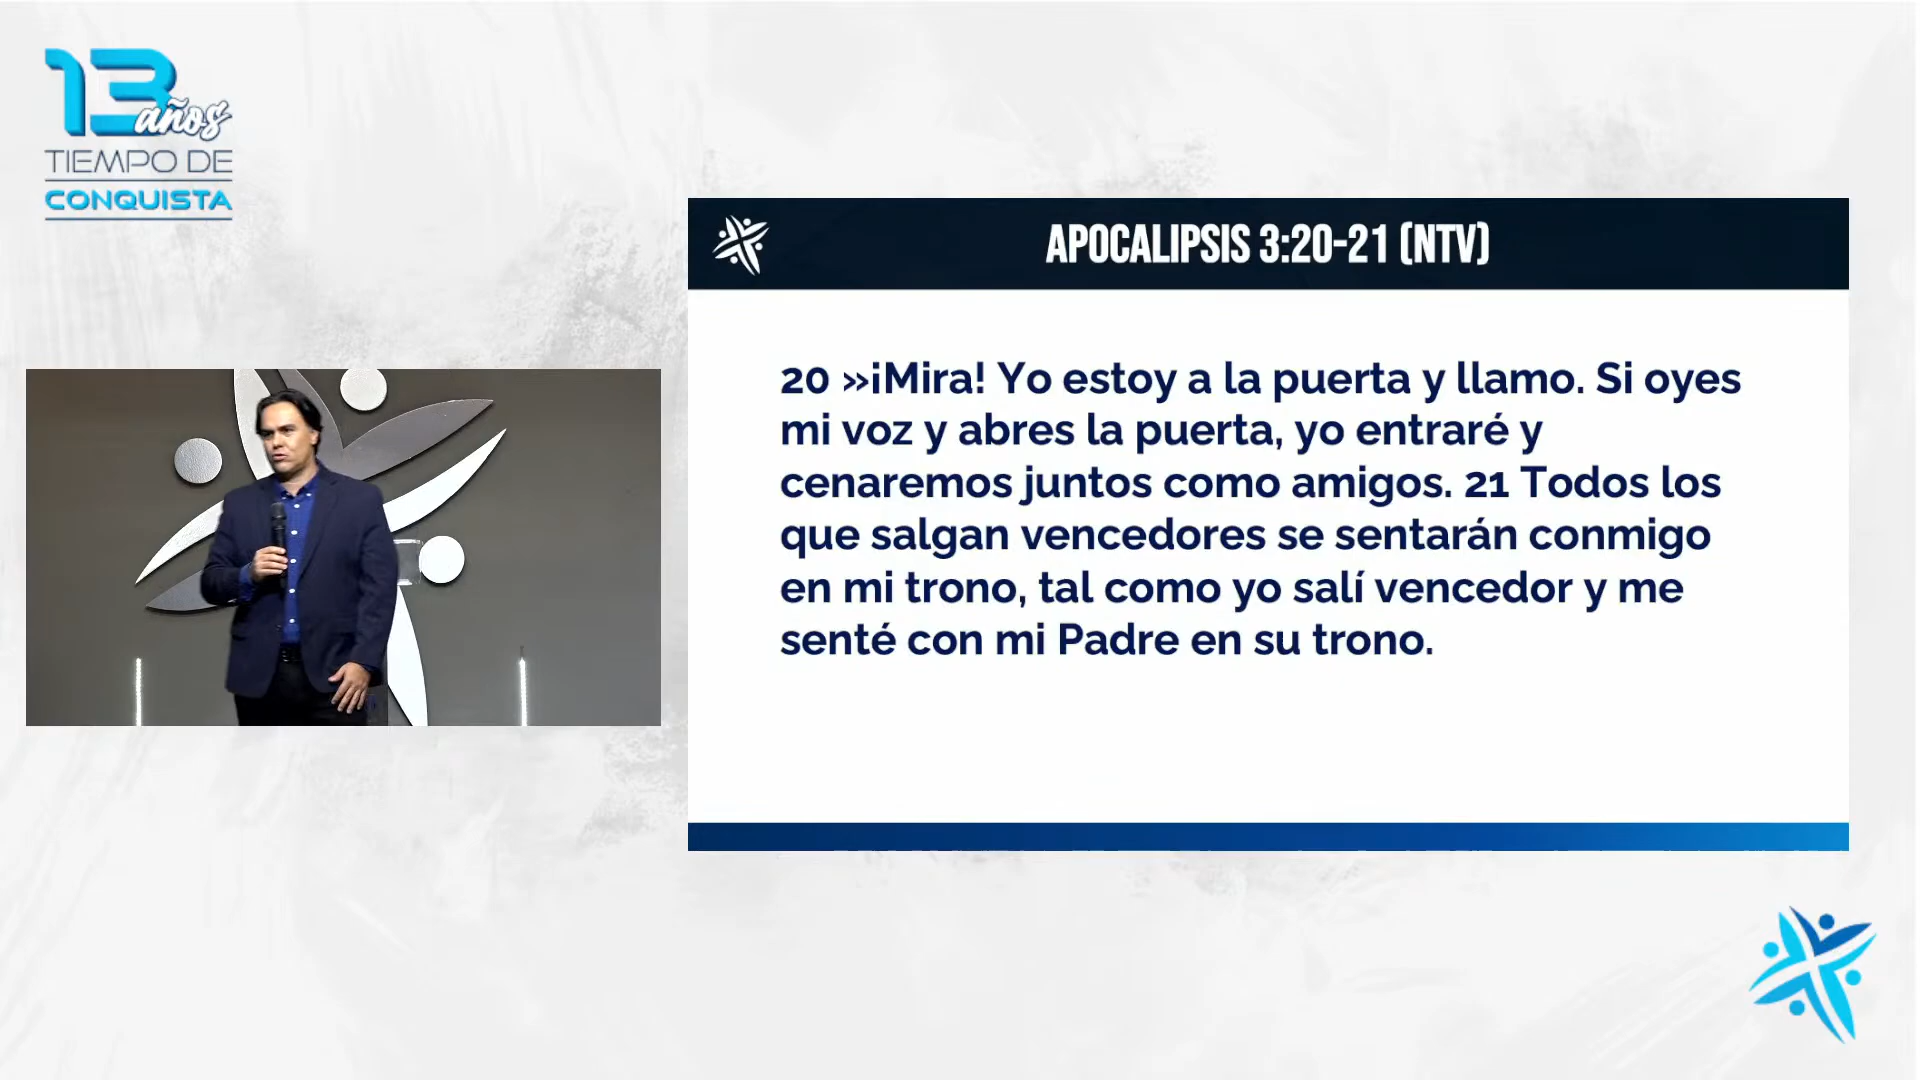 13
años
TIEMPO DE
CONQUISTA
APOCALIPSIS 3:20-21 (NTV)
20 »¡Mira! Yo estoy a la puerta y llamo. Si oyes
mi voz y abres la puerta, yo entraré y
cenaremos juntos como amigos. 21 Todos los
que salgan vencedores se sentarán conmigo
en mi trono, tal como yo salí vencedor y me
senté con mi Padre en su trono.